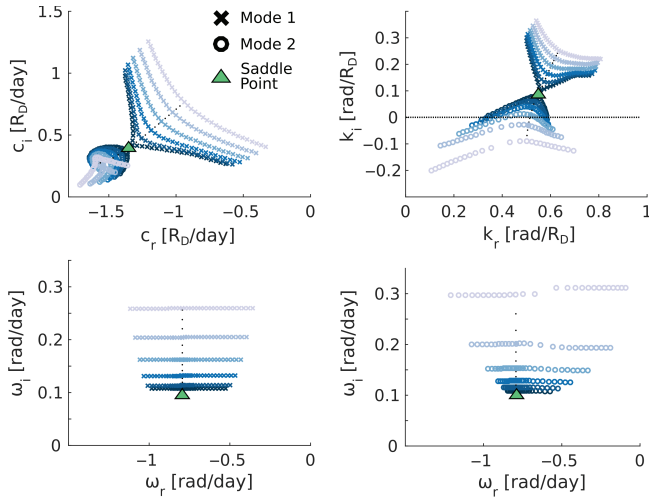 1.5
1
0.5
0
−1.5
−1
−0.5
0
c_i [R_D/day]
c_r [R_D/day]
Mode 1
Mode 2
Saddle
Point
0.3
0.2
0.1
0
−0.1
−0.2
0
0.2
0.4
0.6
0.8
1
k_i [rad/R_D]
k_r [rad/R_D]
0.3
0.2
0.1
0
−1
−0.5
0
ω_i [rad/day]
ω_r [rad/day]
0.3
0.2
0.1
0
−1
−0.5
0
ω_i [rad/day]
ω_r [rad/day]